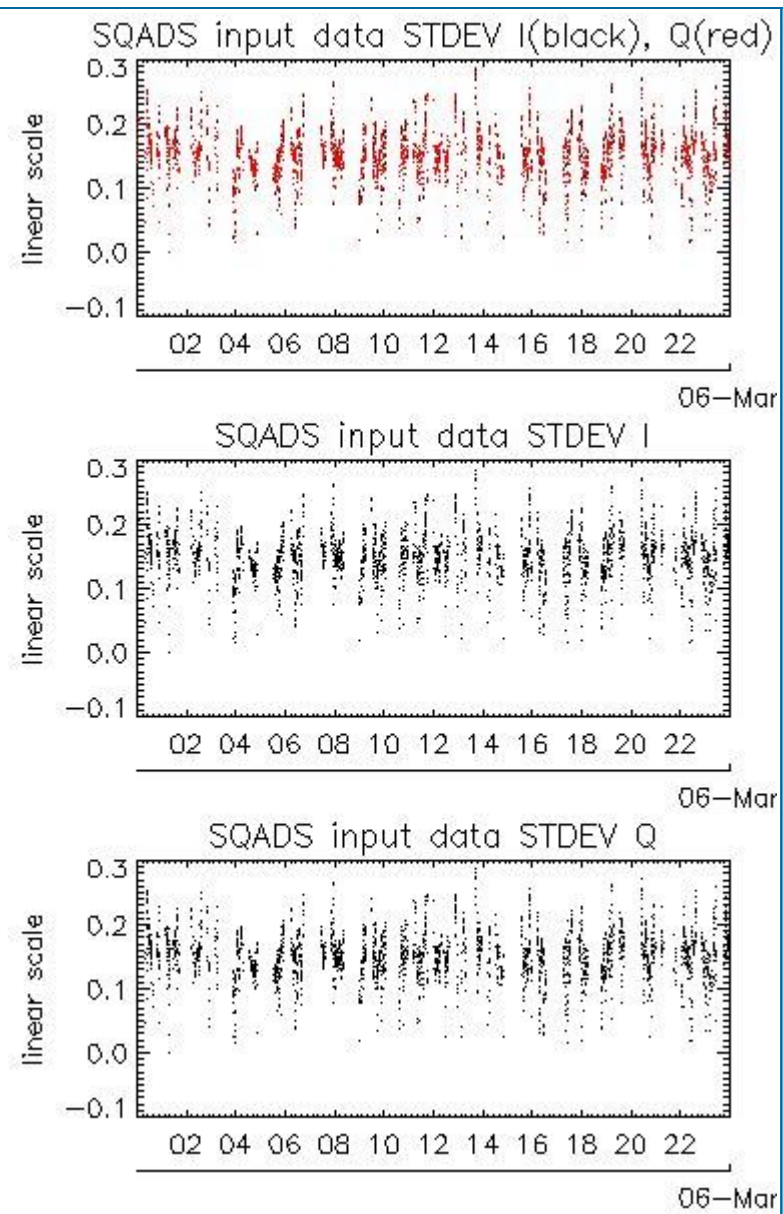 SQADS input data STDEV I(black), Q(red)
linear scale
0.3
0.2
0.1
0.0
−0.1
02 04 06 08 10 12 14 16 18 20 22
06−Mar
SQADS input data STDEV I
linear scale
0.3
0.2
0.1
0.0
−0.1
02 04 06 08 10 12 14 16 18 20 22
06−Mar
SQADS input data STDEV Q
linear scale
0.3
0.2
0.1
0.0
−0.1
02 04 06 08 10 12 14 16 18 20 22
06−Mar